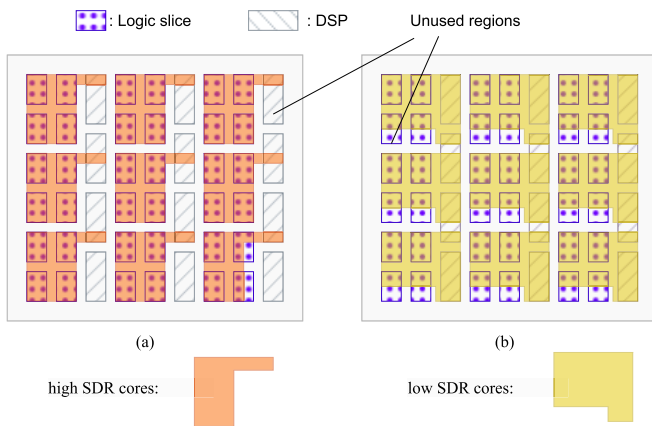 : Logic slice
: DSP
Unused regions
(a)
(b)
high SDR cores:
low SDR cores: